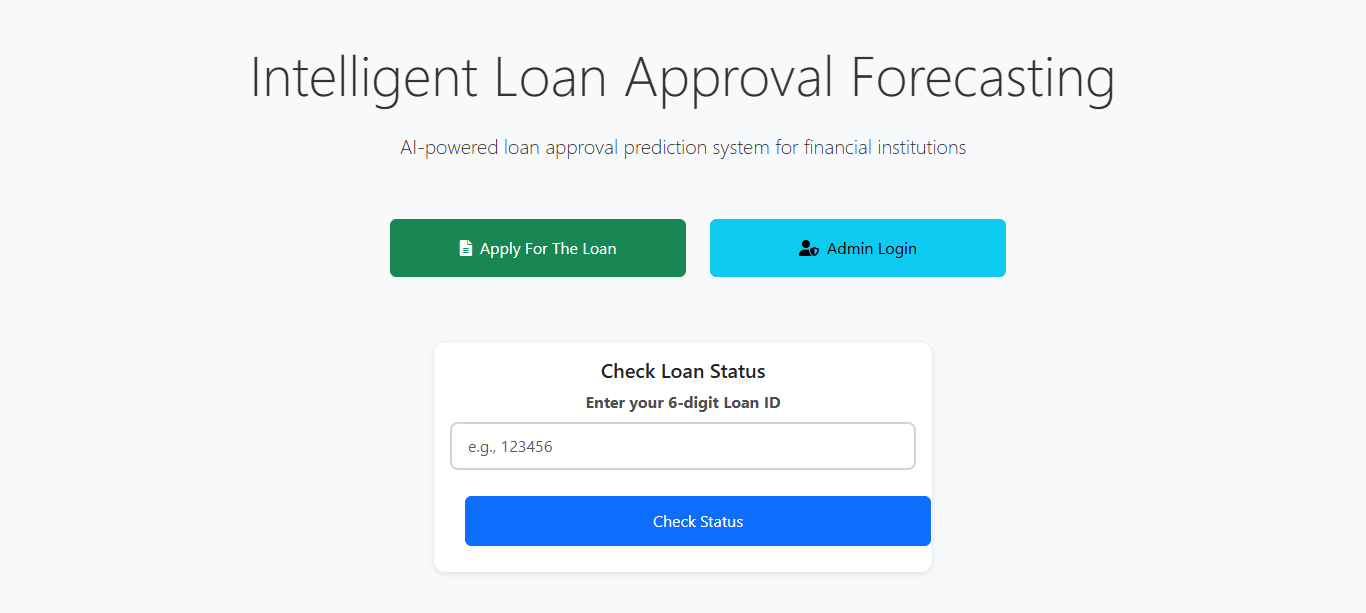 Intelligent Loan Approval Forecasting
AI-powered loan approval prediction system for financial institutions
Apply For The Loan
Admin Login
Check Loan Status
Enter your 6-digit Loan ID
e.g., 123456
Check Status